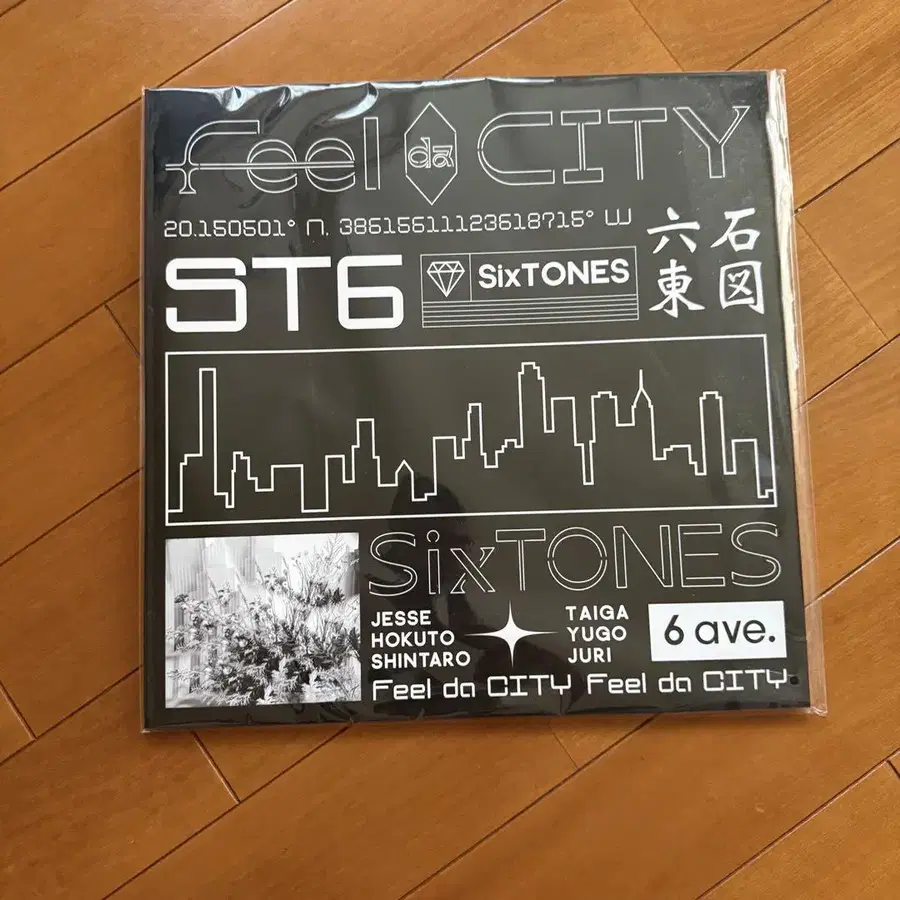 Feel da CITY
20.150501° N. 38615611123618715° W
ST6
SixTONES
六石
東図
SixTONES
JESSE
HOKUTO
SHINTARO
TAIGA
YUGO
JURI
6 ave.
Feel da CITY Feel da CITY